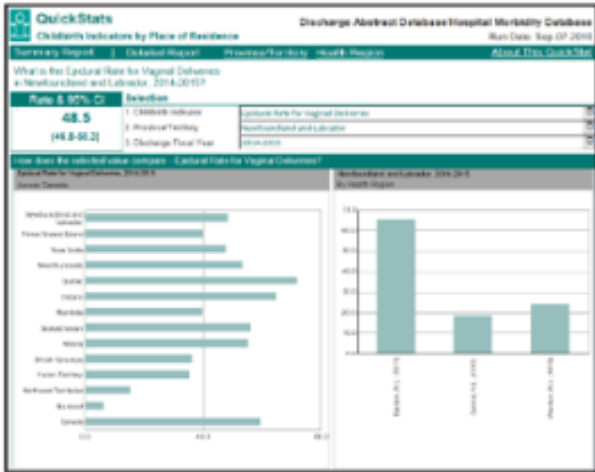 QuickStats
Discharge Abstract Database/Hospital Morbidity Database
Childbirth Indicators by Place of Residence
Run Date: Sep-07-2016
Summary Report | Detailed Report Province/Territory Health Region About This QuickStat
What is the Epidural Rate for Vaginal Deliveries
in Newfoundland and Labrador, 2014-2015?
Rate & 95% CI
Selection
48.5
1. Childbirth Indicator Epidural Rate for Vaginal Deliveries
2. Province/Territory Newfoundland and Labrador
3. Discharge Fiscal Year 2014-2015
How does the selected value compare - Epidural Rate for Vaginal Deliveries?
Epidural Rate for Vaginal Deliveries, 2014-2015
Across Canada
Newfoundland and Labrador, 2014-2015
By Health Region
Newfoundland and
Labrador
Prince Edward Island
Nova Scotia
New Brunswick
Quebec
Ontario
Manitoba
Saskatchewan
Alberta
British Columbia
Yukon Territory
Northwest Territories
Nunavut
Canada